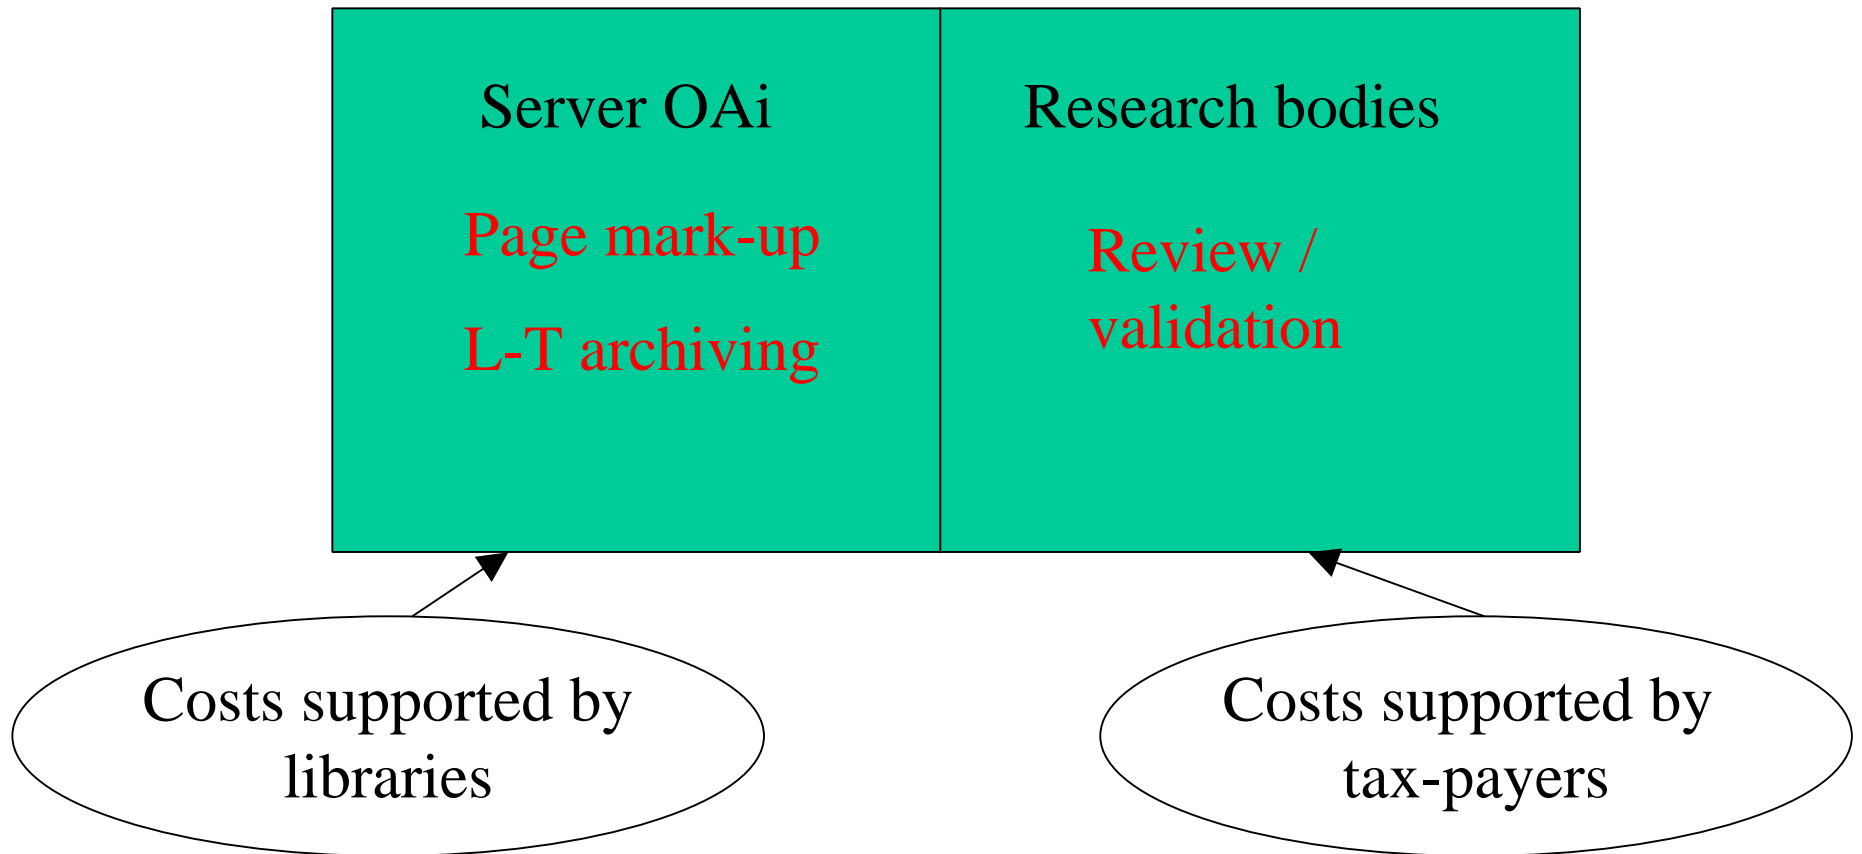 Server OAi
Page mark-up
L-T archiving
Research bodies
Review /
validation
Costs supported by
libraries
Costs supported by
tax-payers